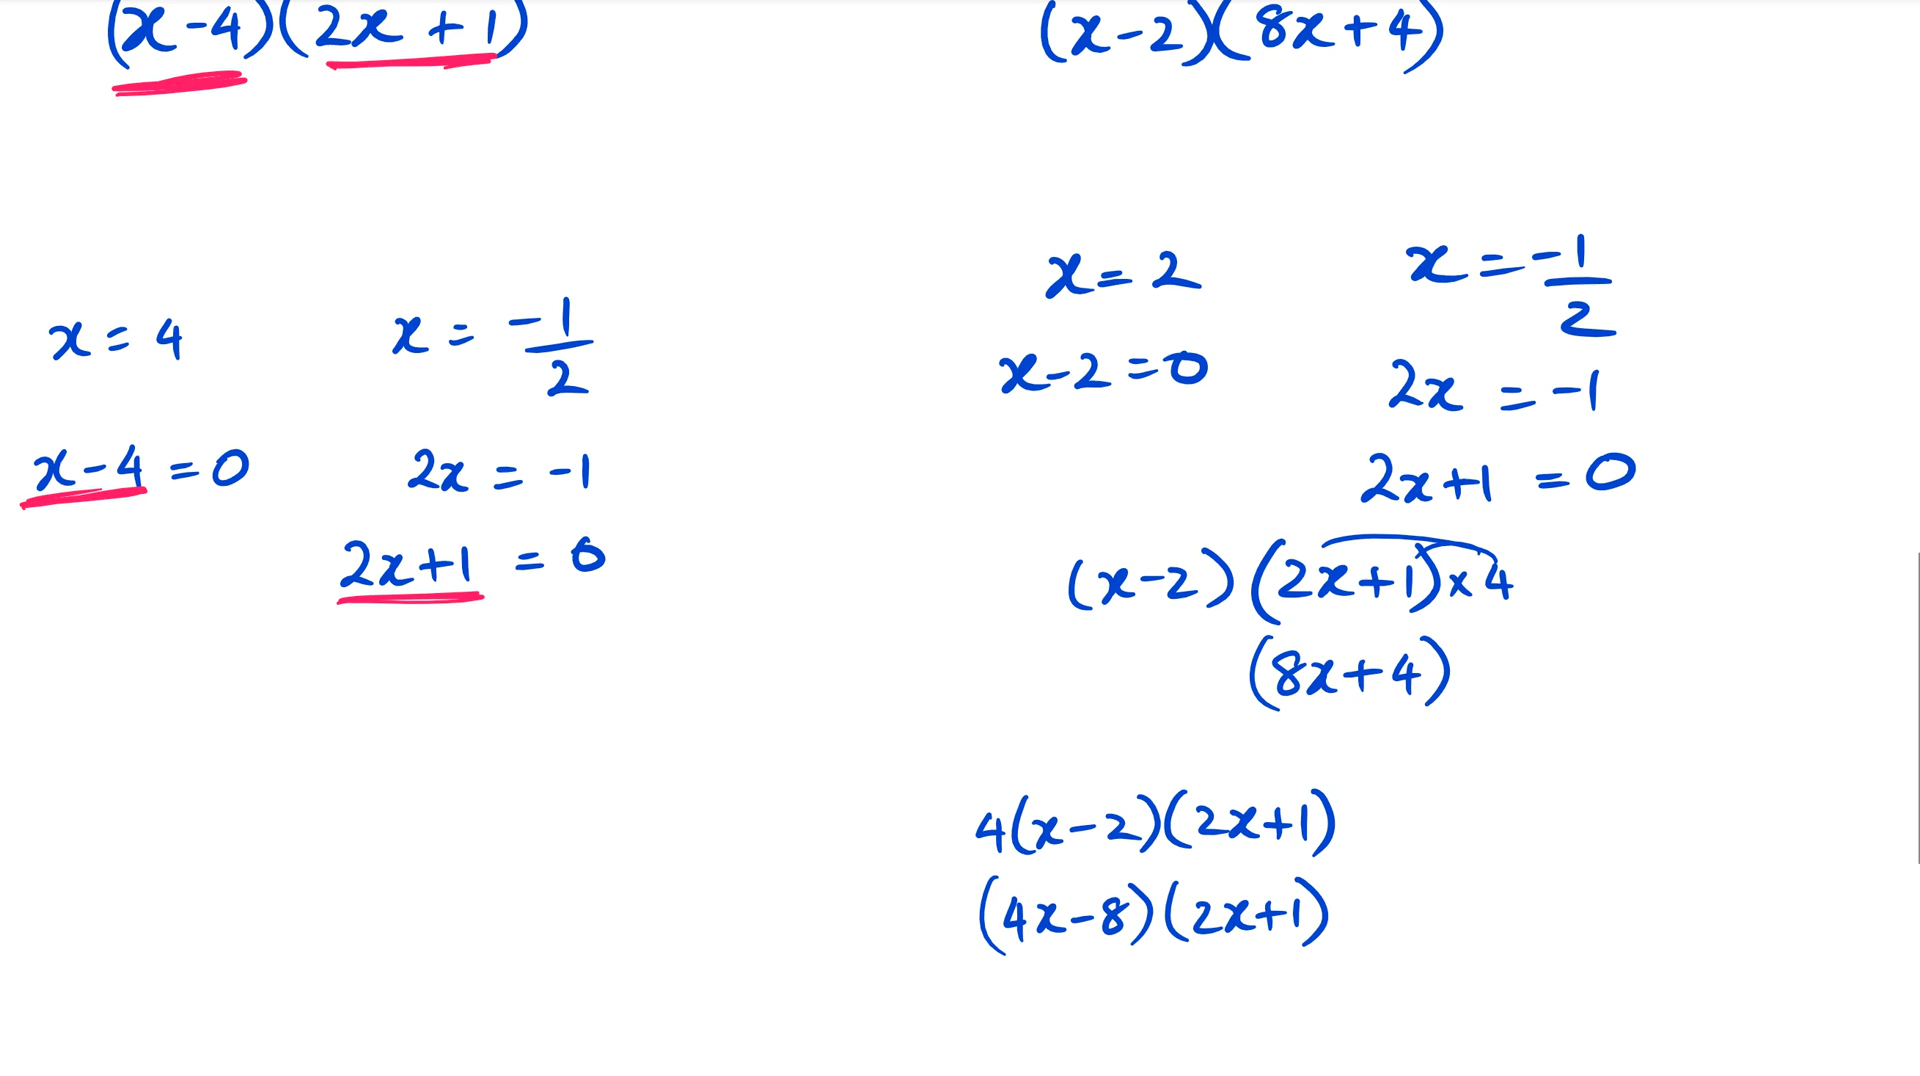 (x-4)(2x+1)
x=4
x=-1/2
x-4=0
2x=-1
2x+1=0
(x-2)(8x+4)
x=2
x=-1/2
x-2=0
2x=-1
2x+1=0
(x-2)(2x+1)×4
(8x+4)
4(x-2)(2x+1)
(4x-8)(2x+1)